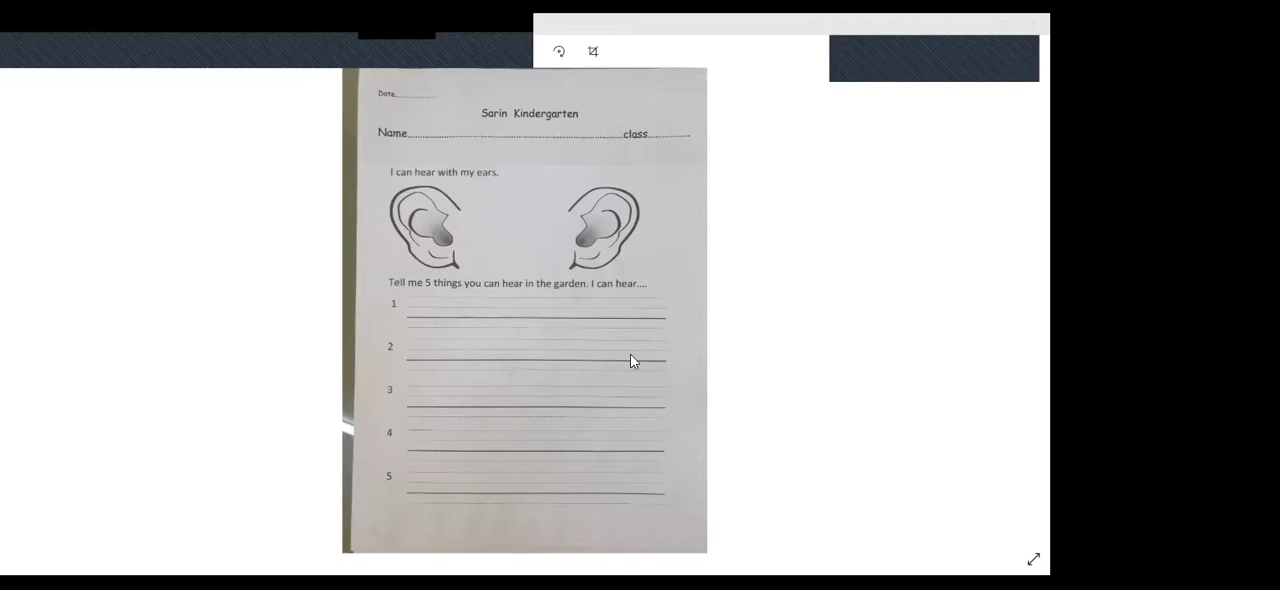 Date..............
Sarin Kindergarten
Name..........................................................................class..............
I can hear with my ears.
Tell me 5 things you can hear in the garden. I can hear....
1
2
3
4
5